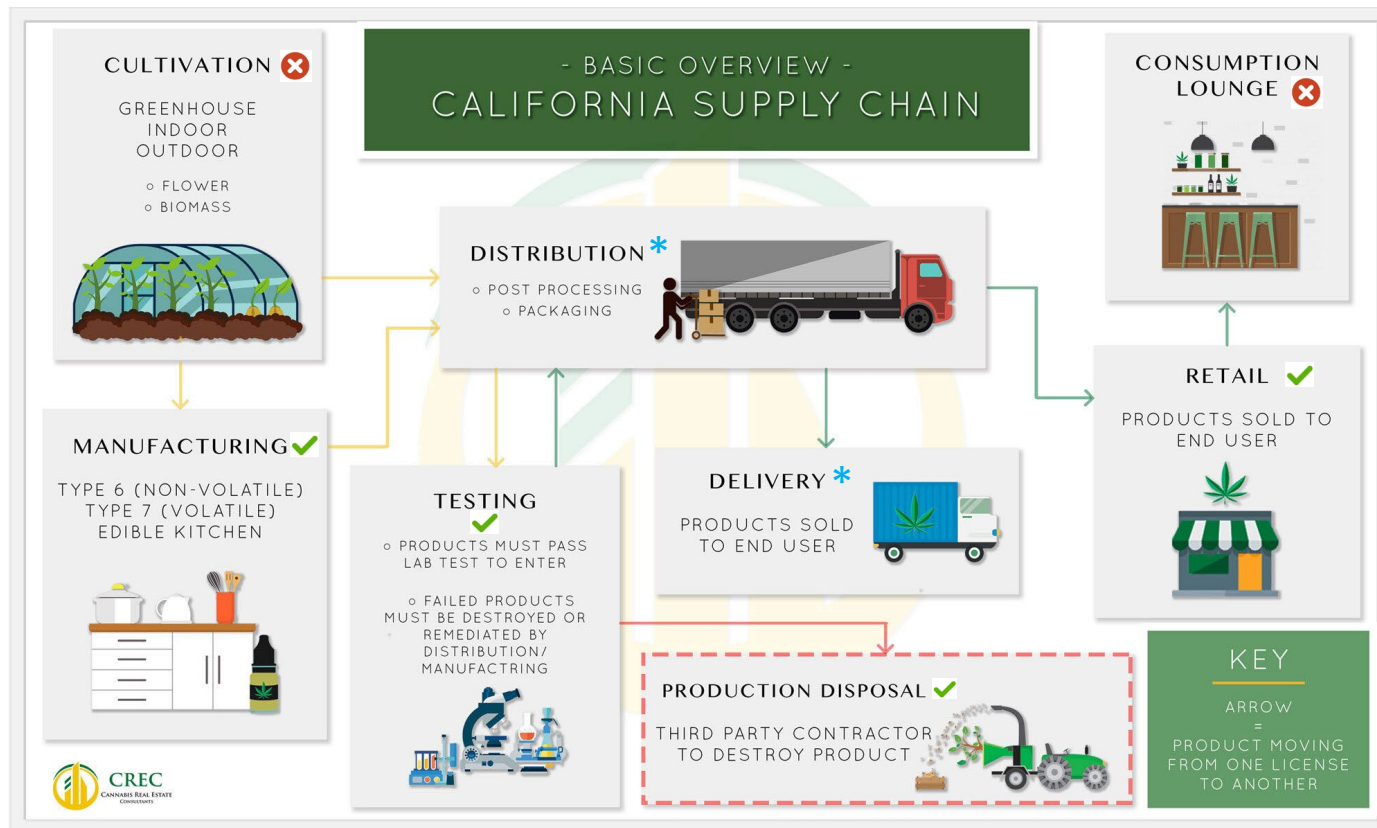 - BASIC OVERVIEW -
CALIFORNIA SUPPLY CHAIN
CULTIVATION
GREENHOUSE
INDOOR
OUTDOOR
○ FLOWER
○ BIOMASS
DISTRIBUTION *
○ POST PROCESSING
○ PACKAGING
CONSUMPTION
LOUNGE
MANUFACTURING
TYPE 6 (NON-VOLATILE)
TYPE 7 (VOLATILE)
EDIBLE KITCHEN
TESTING
○ PRODUCTS MUST PASS
LAB TEST TO ENTER
○ FAILED PRODUCTS
MUST BE DESTROYED OR
REMEDIATED BY
DISTRIBUTION/
MANUFACTRING
DELIVERY *
PRODUCTS SOLD
TO END USER
RETAIL
PRODUCTS SOLD TO
END USER
PRODUCTION DISPOSAL
THIRD PARTY CONTRACTOR
TO DESTROY PRODUCT
KEY
ARROW
=
PRODUCT MOVING
FROM ONE LICENSE
TO ANOTHER
CREC
CANNABIS REAL ESTATE
CONSULTANTS